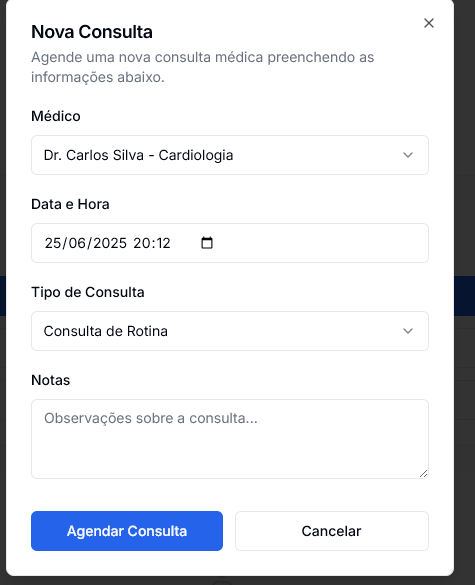 Nova Consulta
Agende uma nova consulta médica preenchendo as
informações abaixo.
Médico
Dr. Carlos Silva - Cardiologia
Data e Hora
25/06/2025 20:12
Tipo de Consulta
Consulta de Rotina
Notas
Observações sobre a consulta...
Agendar Consulta
Cancelar